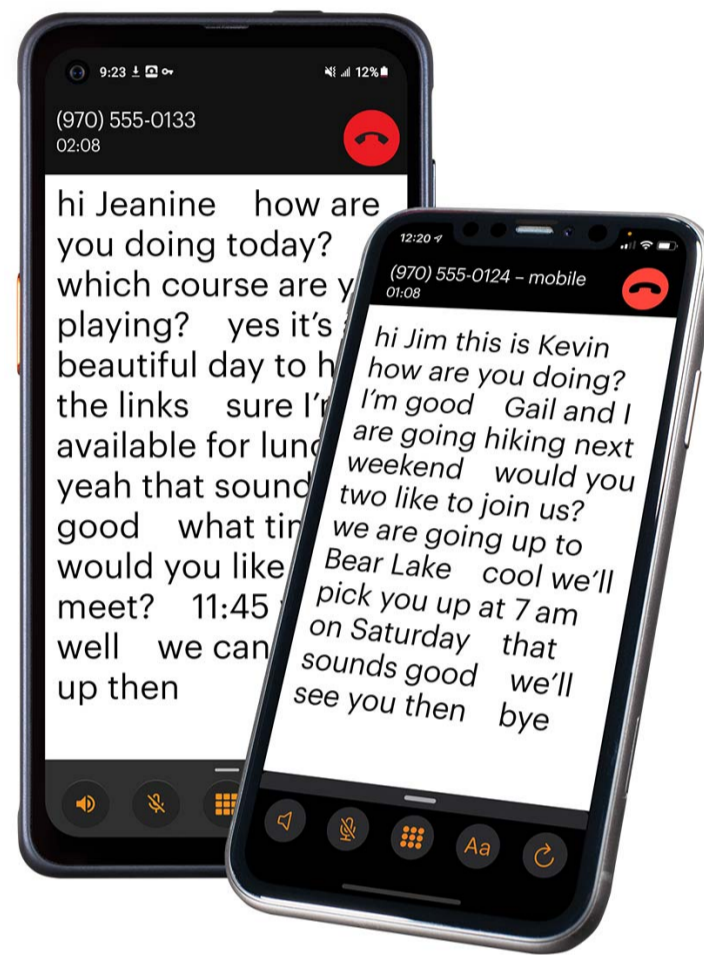 9:23 12%
(970) 555-0133
02:08
hi Jeanine how are
you doing today?
which course are
playing? yes it's
beautiful day to
the links sure
available for
yeah that
good what
would you like
meet? 11:45
well we can
up then
12:20
(970) 555-0124 – mobile
01:08
hi Jim this is Kevin
how are you doing?
I'm good Gail and I
are going hiking next
weekend would you
two like to join us?
we are going up to
Bear Lake cool we'll
pick you up at 7 am
on Saturday that
sounds good we'll
see you then bye
Aa